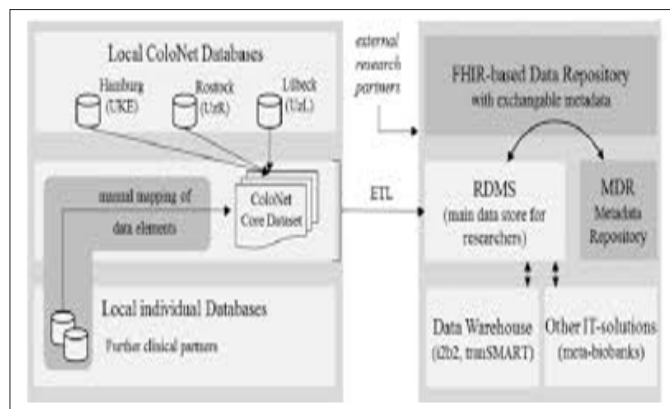 Local ColoNet Databases
Hamburg
(UKE)
Rostock
(UzR)
Lübeck
(UzL)
manual mapping of
data elements
ColoNet
Core Dataset
Local individual Databases
Further clinical partners
external
research
partners
ETL
FHIR-based Data Repository
with exchangable metadata
RDMS
(main data store for
researchers)
MDR
Metadata
Repository
Data Warehouse
(i2b2, tranSMART)
Other IT-solutions
(meta-biobanks)